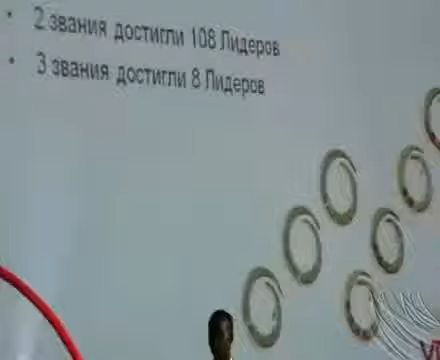 2 звания достигли 108 Лидеров
3 звания достигли 8 Лидеров